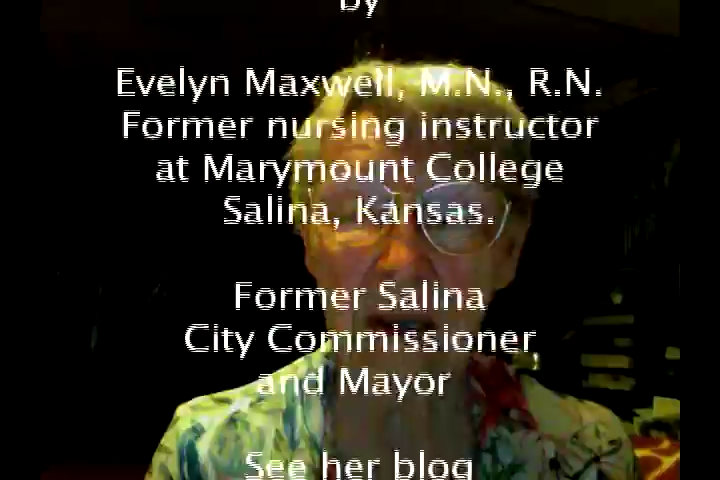 by
Evelyn Maxwell, M.N., R.N.
Former nursing instructor
at Marymount College
Salina, Kansas.
Former Salina
City Commissioner,
and Mayor
See her blog